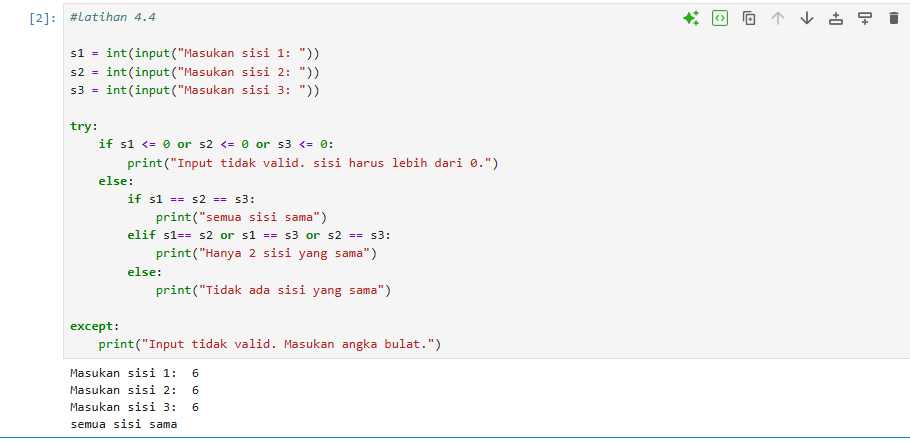 [2]: #latihan 4.4
s1 = int(input("Masukan sisi 1: "))
s2 = int(input("Masukan sisi 2: "))
s3 = int(input("Masukan sisi 3: "))
try:
    if s1 <= 0 or s2 <= 0 or s3 <= 0:
        print("Input tidak valid. sisi harus lebih dari 0.")
    else:
        if s1 == s2 == s3:
            print("semua sisi sama")
        elif s1== s2 or s1 == s3 or s2 == s3:
            print("Hanya 2 sisi yang sama")
        else:
            print("Tidak ada sisi yang sama")
except:
    print("Input tidak valid. Masukan angka bulat.")
Masukan sisi 1:  6
Masukan sisi 2:  6
Masukan sisi 3:  6
semua sisi sama